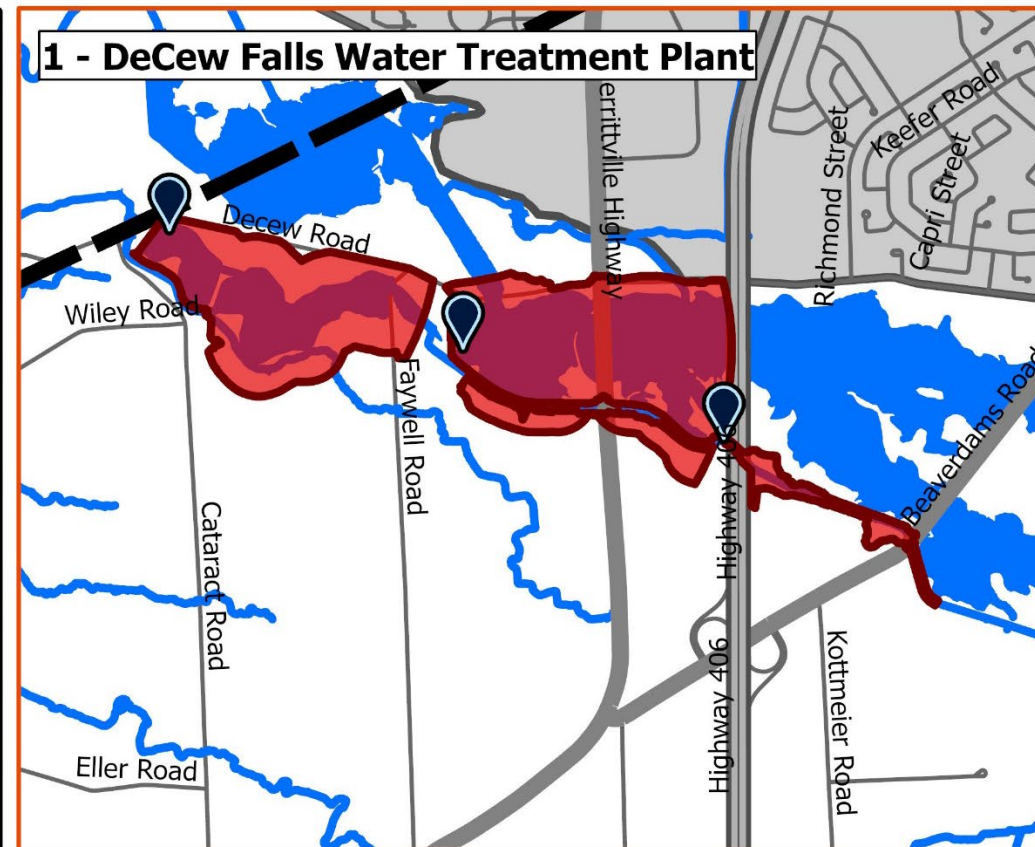 1 - DeCew Falls Water Treatment Plant
errittville Highway
Richmond Street
Keefer Road
Capri Street
Decew Road
Wiley Road
Faywell Road
Beaverdams Road
Highway 406
Cataract Road
Highway 406
Kottmeier Road
Eller Road